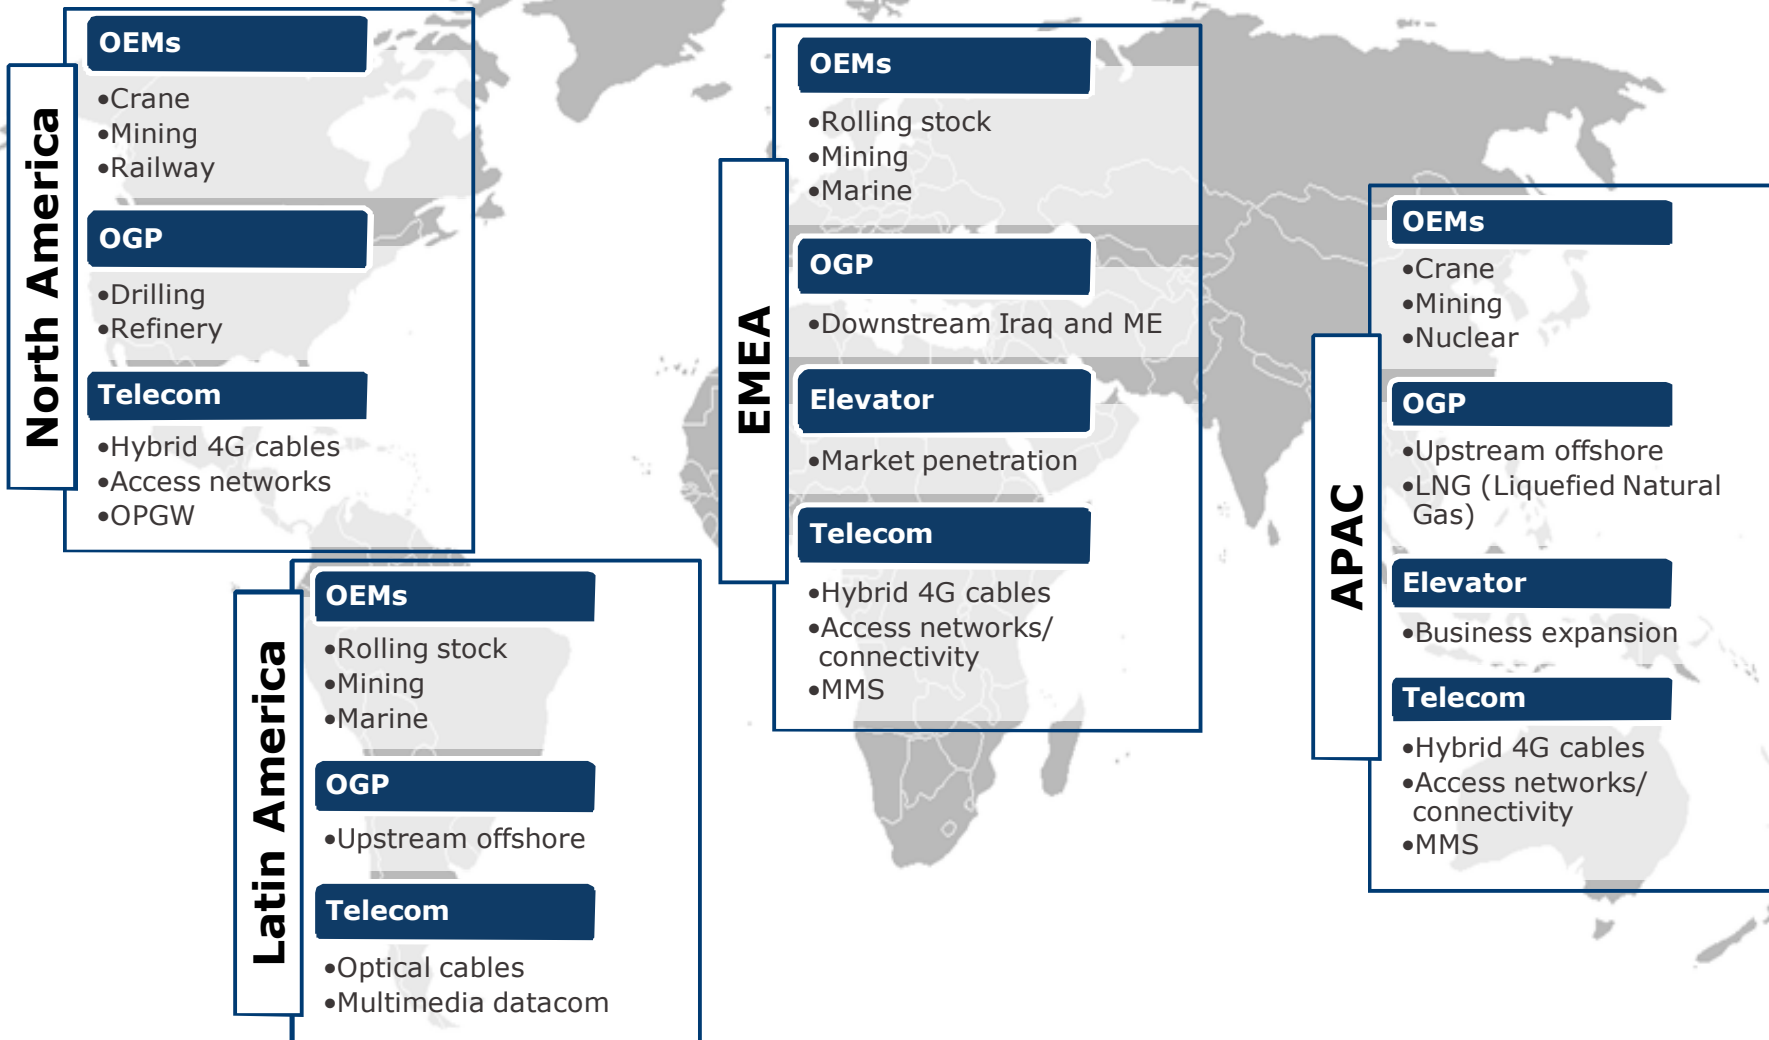 North America
OEMs
•Crane
•Mining
•Railway
OGP
•Drilling
•Refinery
Telecom
•Hybrid 4G cables
•Access networks
•OPGW
Latin America
OEMs
•Rolling stock
•Mining
•Marine
OGP
•Upstream offshore
Telecom
•Optical cables
•Multimedia datacom
EMEA
OEMs
•Rolling stock
•Mining
•Marine
OGP
•Downstream Iraq and ME
Elevator
•Market penetration
Telecom
•Hybrid 4G cables
•Access networks/
connectivity
•MMS
APAC
OEMs
•Crane
•Mining
•Nuclear
OGP
•Upstream offshore
•LNG (Liquefied Natural
Gas)
Elevator
•Business expansion
Telecom
•Hybrid 4G cables
•Access networks/
connectivity
•MMS